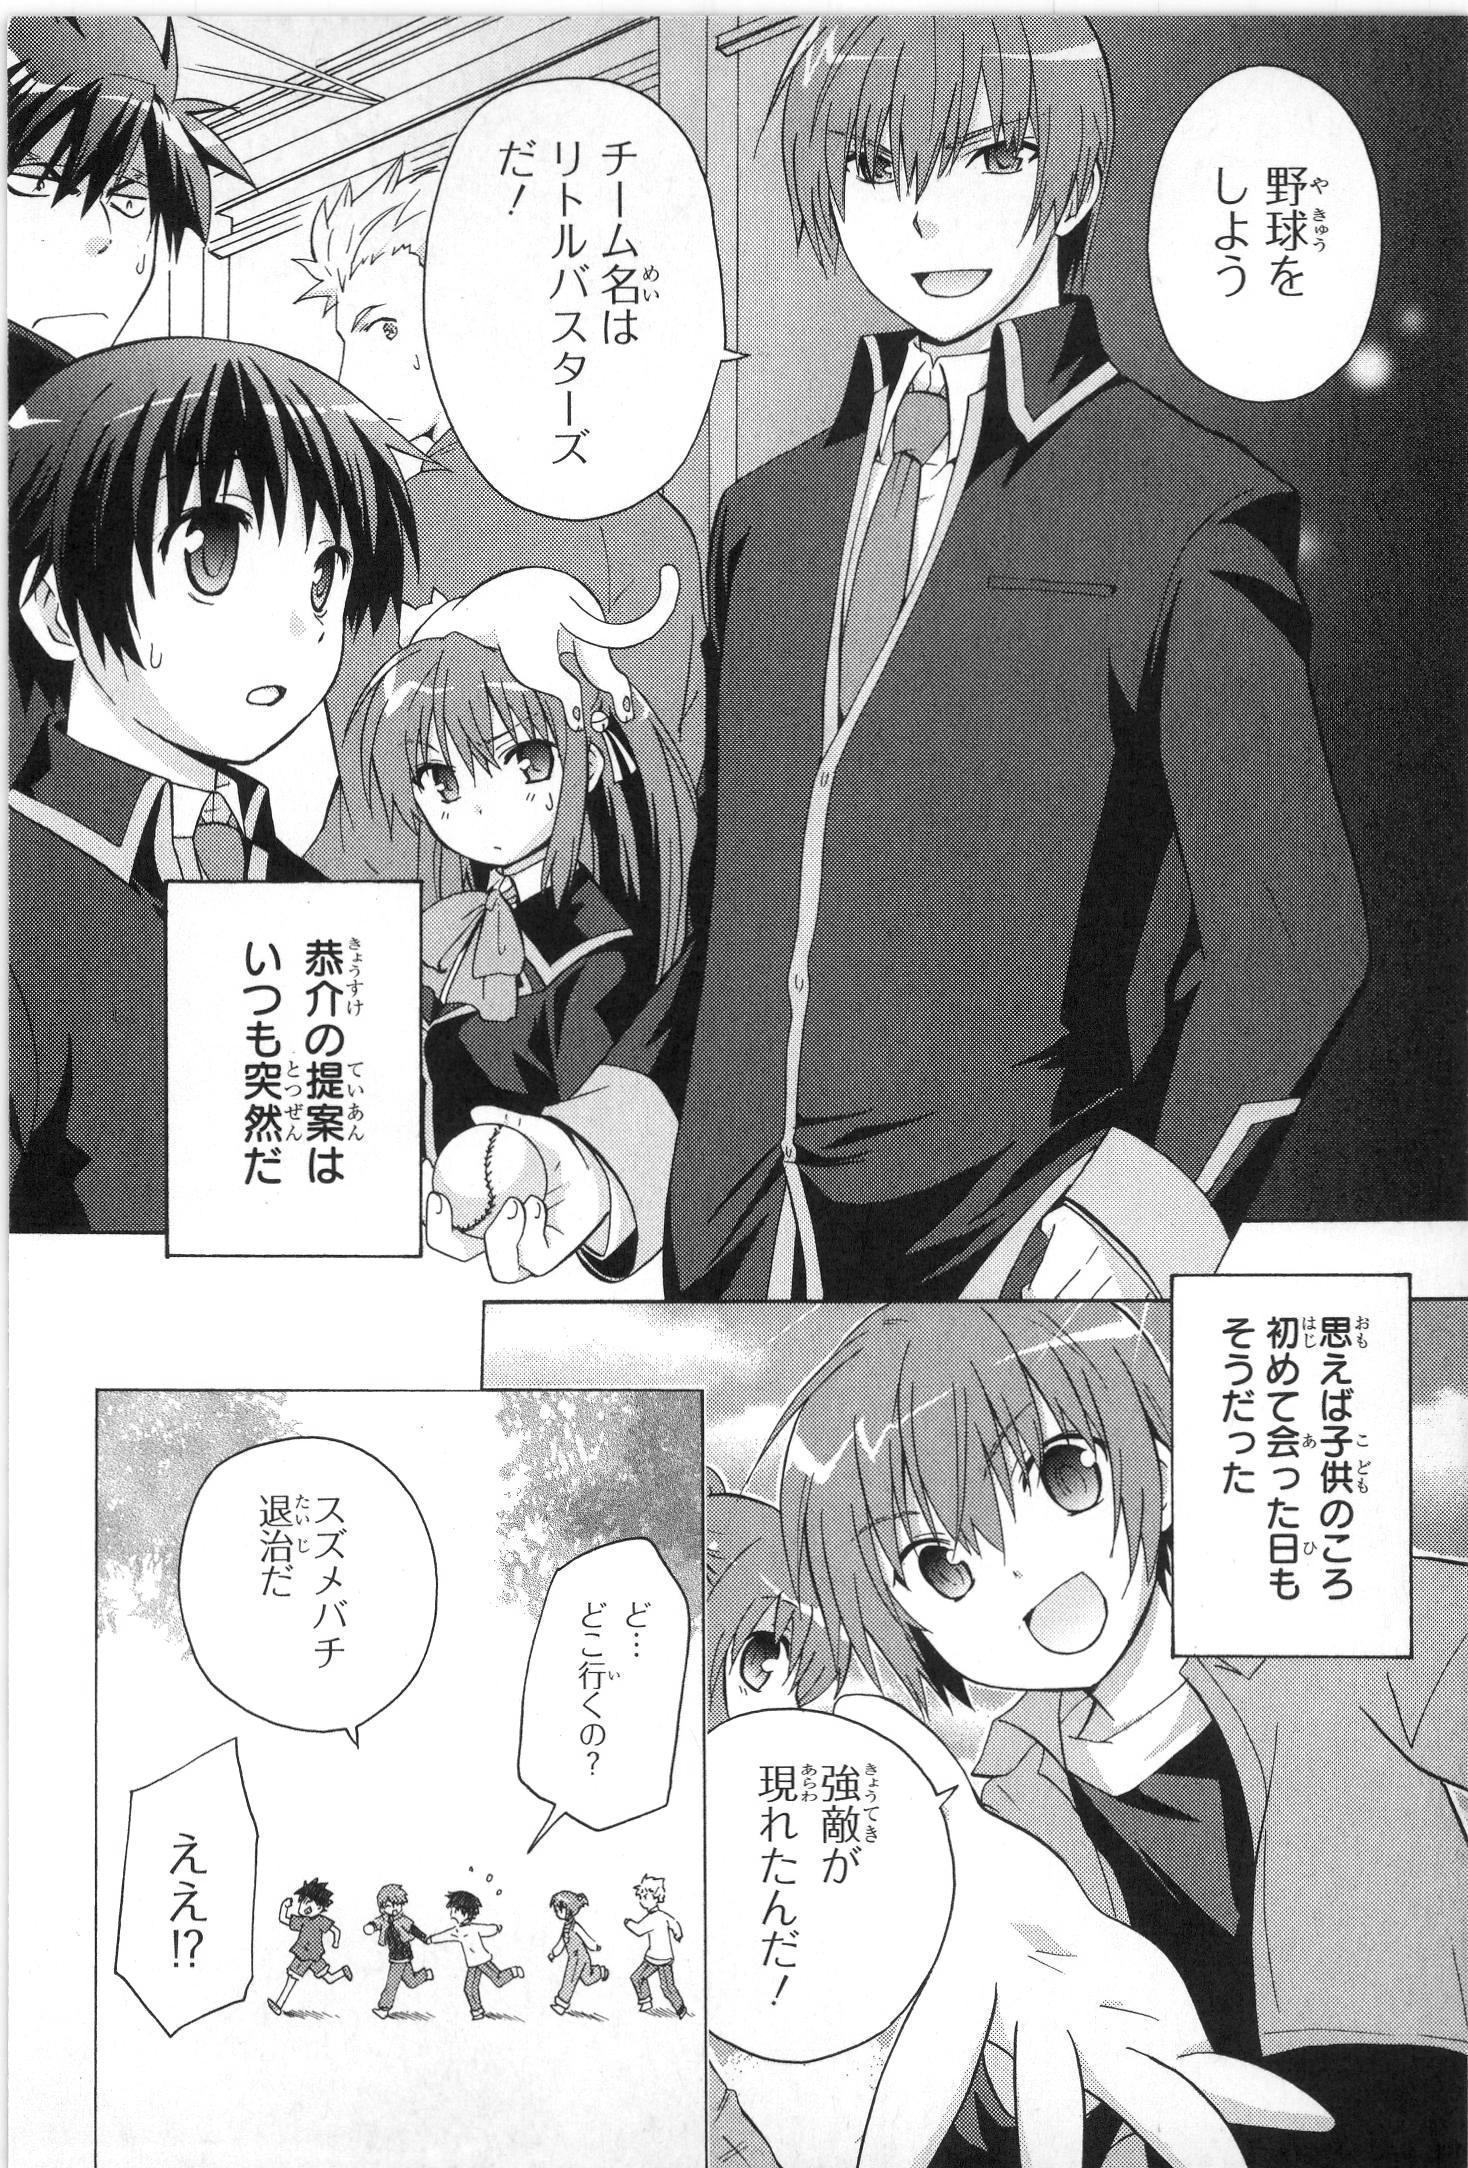 野球を
しよう
チーム名は
リトルバスターズ
だ！
恭介の提案は
いつも突然だ
思えば子供のころ
初めて会った日も
そうだった
強敵が
現れたんだ！
ど…
どこ行くの？
スズメバチ
退治だ
ええ!?